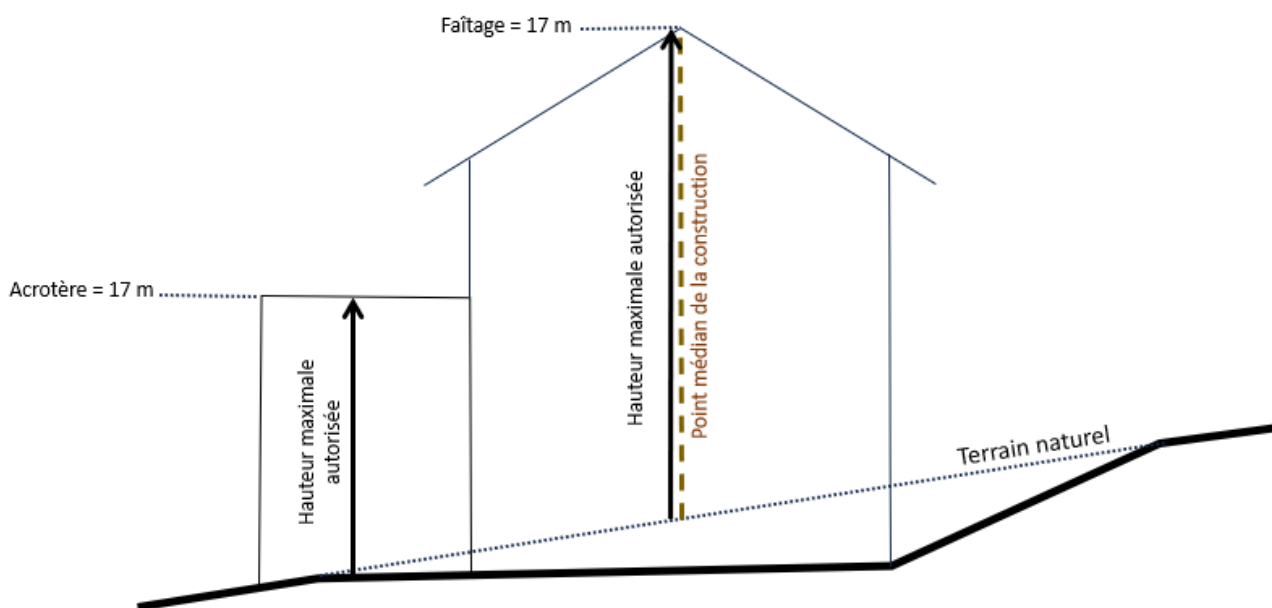 Faîtage = 17 m
Hauteur maximale autorisée
Point médian de la construction
Acrotère = 17 m
Hauteur maximale
autorisée
Terrain naturel